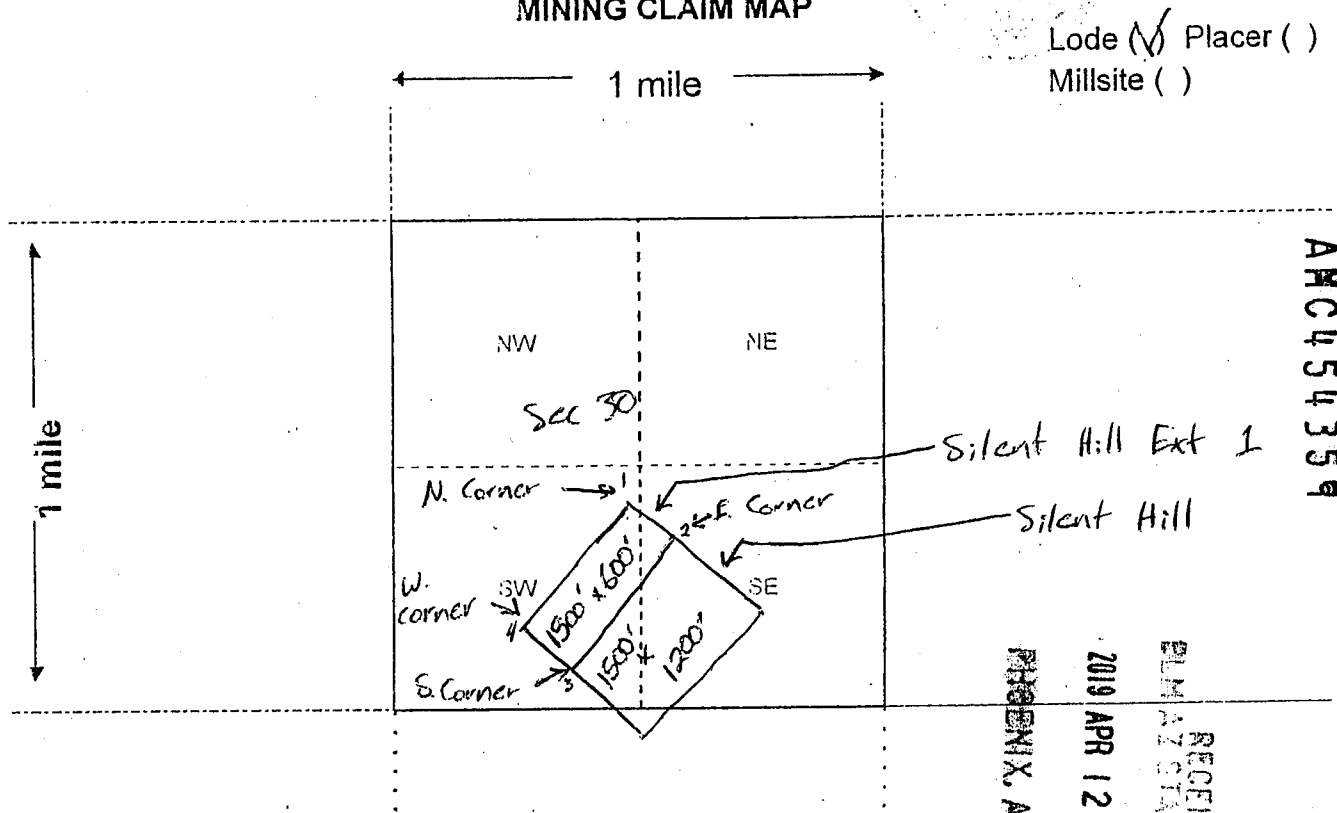 MINING CLAIM MAP
Lode (✓) Placer ( )
Millsite ( )
1 mile
1 mile
NW
NE
Sec 30
Silent Hill Ext 1
Silent Hill
N. Corner
1
2
E. Corner
W. corner
SW
SE
4
1500' x 600'
1500' x 1200'
S. Corner
3
AMC454359
2019 APR 12
PHOENIX, A